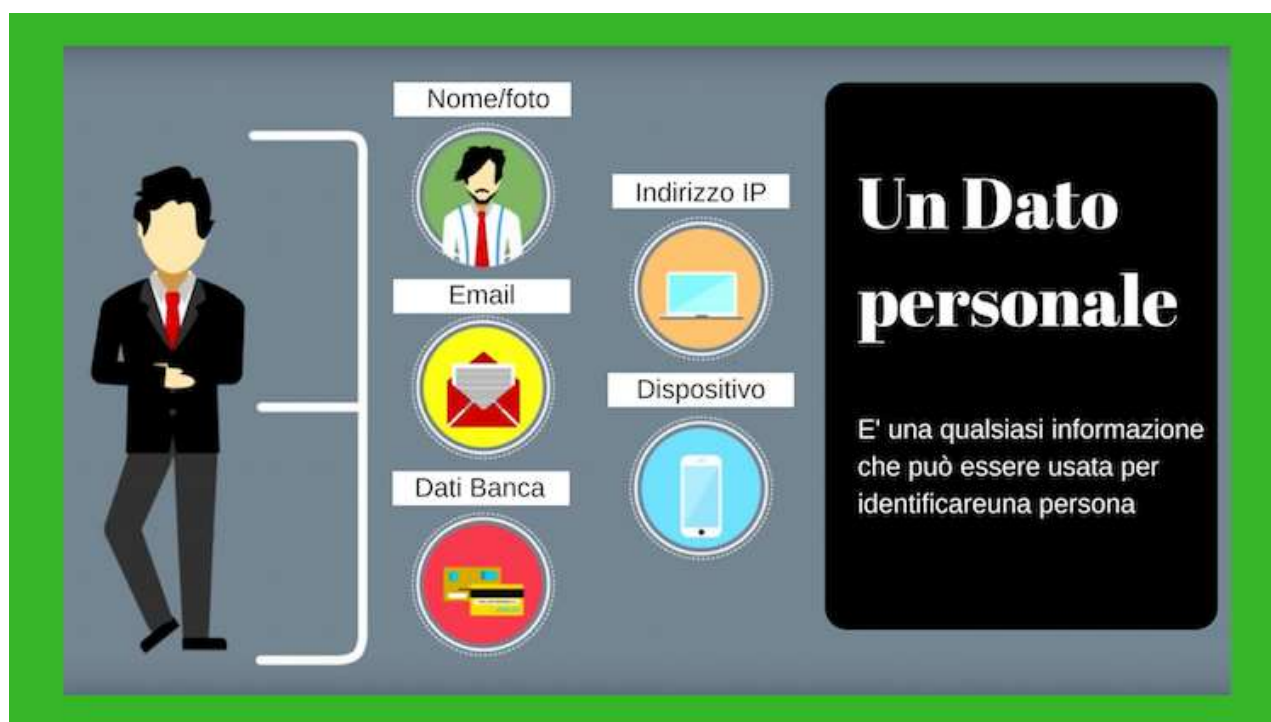 Nome/foto
Email
Dati Banca
Indirizzo IP
Dispositivo
Un Dato
personale
E' una qualsiasi informazione
che può essere usata per
identificareuna persona